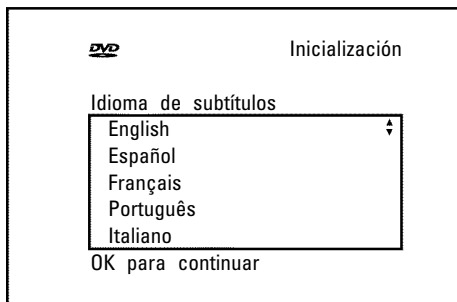 DVD Inicialización
Idioma de subtítulos
English
Español
Français
Português
Italiano
OK para continuar